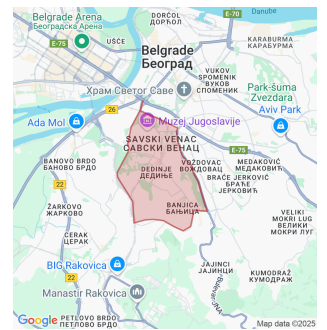 Belgrade Arena
Београдска Арена
E-75
UŠĆE
УШЋЕ
DORĆOL
ДОРЋОЛ
E-70
Danube
Belgrade
Београд
KARABURMA
КАРАБУРМА
Храм Светог Саве
VUKOV
SPOMENIK
ВУКОВ
СПОМЕНИК
Park-šuma
Zvezdara
26
Ada Mol
Muzej Jugoslavije
Aviv Park
SAVSKI VENAC
САВСКИ ВЕНАЦ
BANOVO BRDO
БАНОВО БРДО
DEDINJE
ДЕДИЊЕ
VOZDOVAC
ВОЖДОВАЦ
MEDAKOVIĆ
МЕДАКОВИЋ
BRAĆE JERKOVIĆ
БРАЋЕ
ЈЕРКОВИЋ
E-75
22
ŽARKOVO
ЖАРКОВО
BANJICA
БАЊИЦА
VELIKI
MOKRI LUG
ВЕЛИКИ
МОКРИ ЛУГ
CERAK
ЦЕРАК
BIG Rakovica
JAJINCI
ЈАЈИНЦИ
KUMODRAŽ
КУМОДРАЖ
Manastir Rakovica
22
Google
PETLOVO BRDO
ПЕТЛОВО БРДО
Map data ©2025